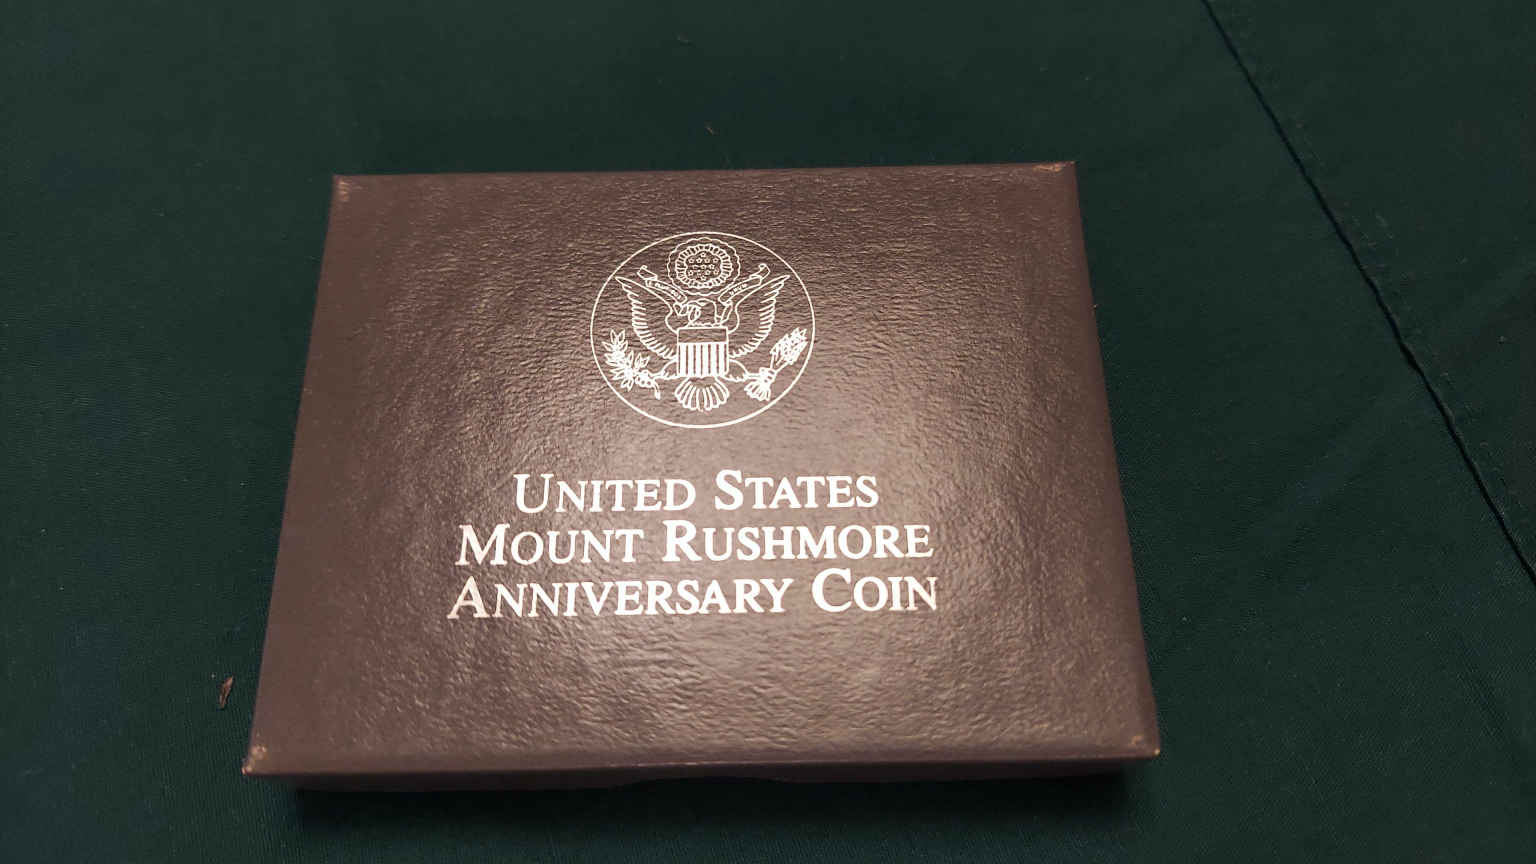 UNITED STATES
MOUNT RUSHMORE
ANNIVERSARY COIN